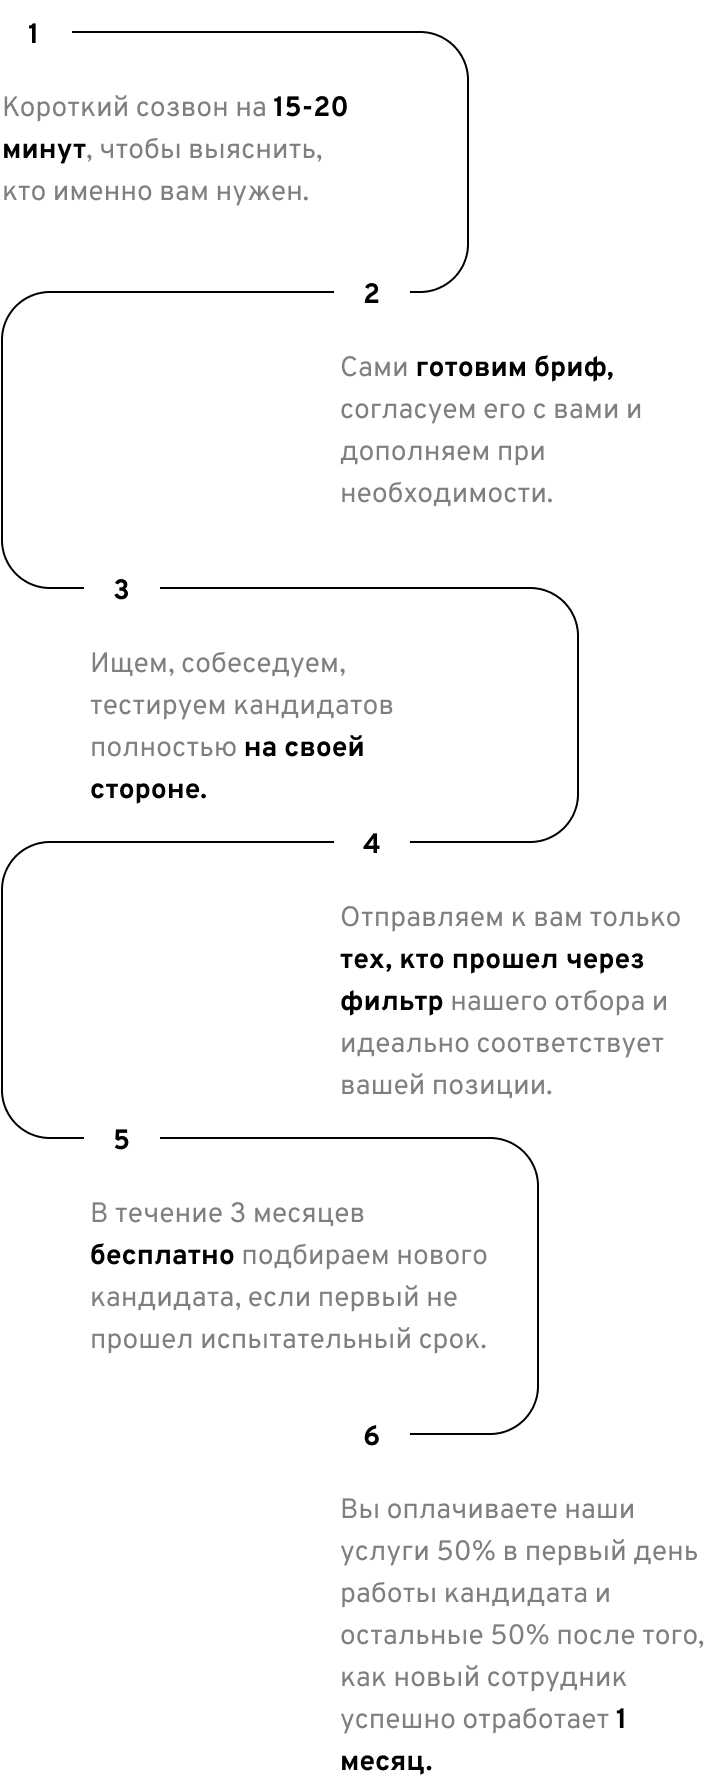 1
Короткий созвон на 15-20
минут, чтобы выяснить,
кто именно вам нужен.
2
Сами готовим бриф,
согласуем его с вами и
дополняем при
необходимости.
3
Ищем, собеседуем,
тестируем кандидатов
полностью на своей
стороне.
4
Отправляем к вам только
тех, кто прошел через
фильтр нашего отбора и
идеально соответствует
вашей позиции.
5
В течение 3 месяцев
бесплатно подбираем нового
кандидата, если первый не
прошел испытательный срок.
6
Вы оплачиваете наши
услуги 50% в первый день
работы кандидата и
остальные 50% после того,
как новый сотрудник
успешно отработает 1
месяц.